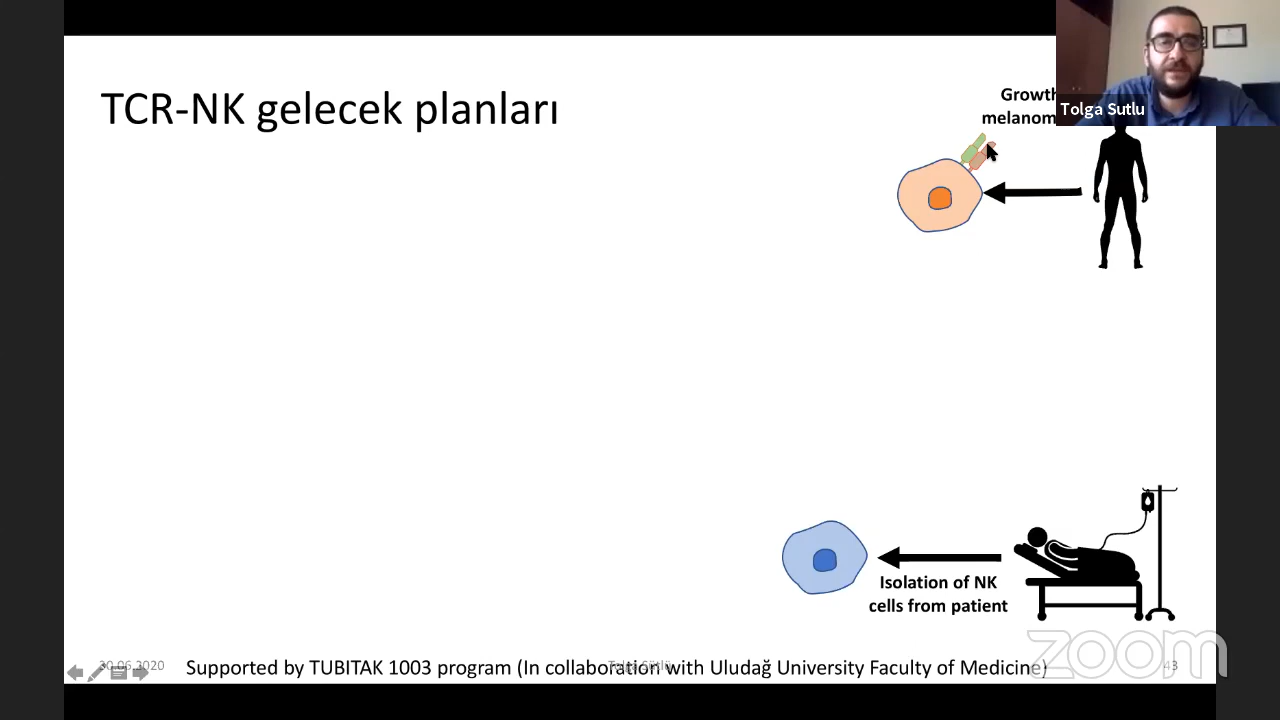 TCR-NK gelecek planları
Growth
melanom
Tolga Sutlu
Isolation of NK
cells from patient
30.06.2020
Supported by TUBITAK 1003 program (In collaboration with Uludağ University Faculty of Medicine)
43
zoom